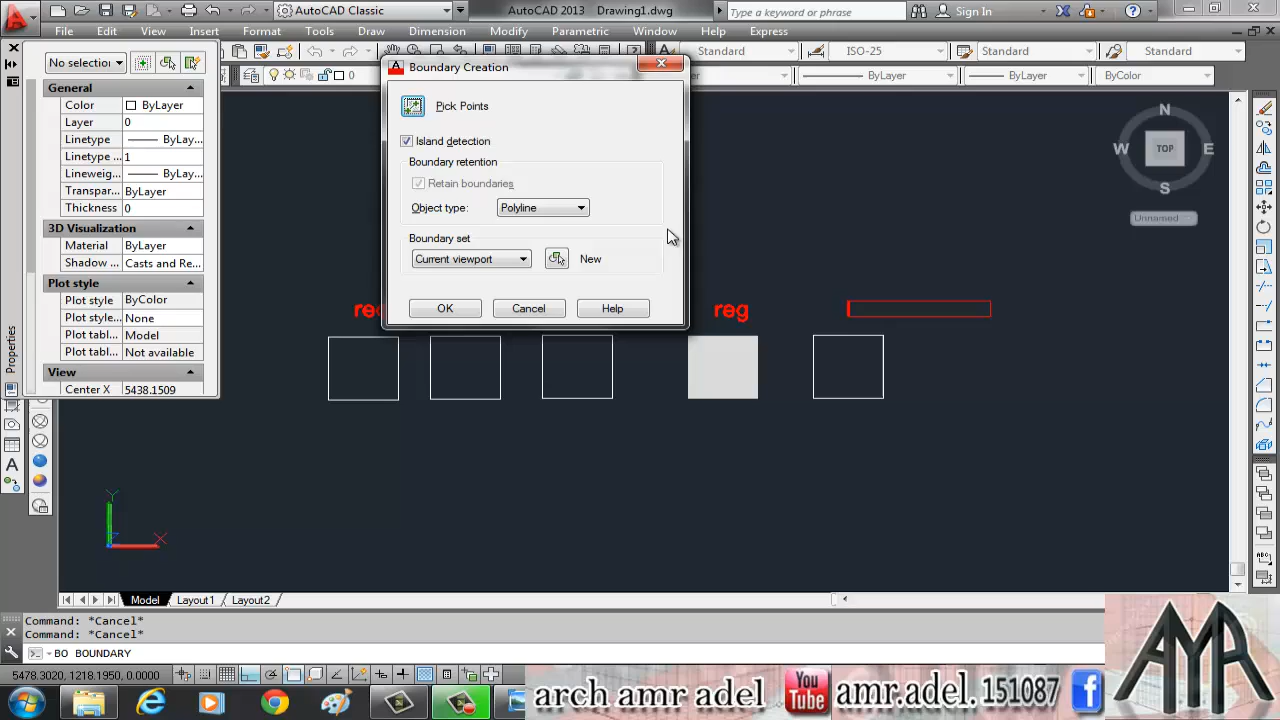 AutoCAD Classic
AutoCAD 2013 Drawing1.dwg
Type a keyword or phrase
Sign In
File Edit View Insert Format Tools Draw Dimension Modify Parametric Window Help Express
No selection
Standard
ISO-25
Standard
Standard
0
ByLayer
ByLayer
ByColor
General
Color ByLayer
Layer 0
Linetype ByLay...
Linetype ... 1
Lineweig... ByLay...
Transpar... ByLayer
Thickness 0
3D Visualization
Material ByLayer
Shadow ... Casts and Re...
Plot style
Plot style ByColor
Plot style... None
Plot tabl... Model
Plot tabl... Not available
View
Center X 5438.1509
Properties
Boundary Creation
Pick Points
Island detection
Boundary retention
Retain boundaries
Object type: Polyline
Boundary set
Current viewport New
OK Cancel Help
reg
N
W TOP E
S
Unnamed
Y
X
Model Layout1 Layout2
Command: *Cancel*
Command: *Cancel*
BO BOUNDARY
5478.3020, 1218.1950, 0.0000
arch amr adel You Tube amr.adel.151087 f
AYR